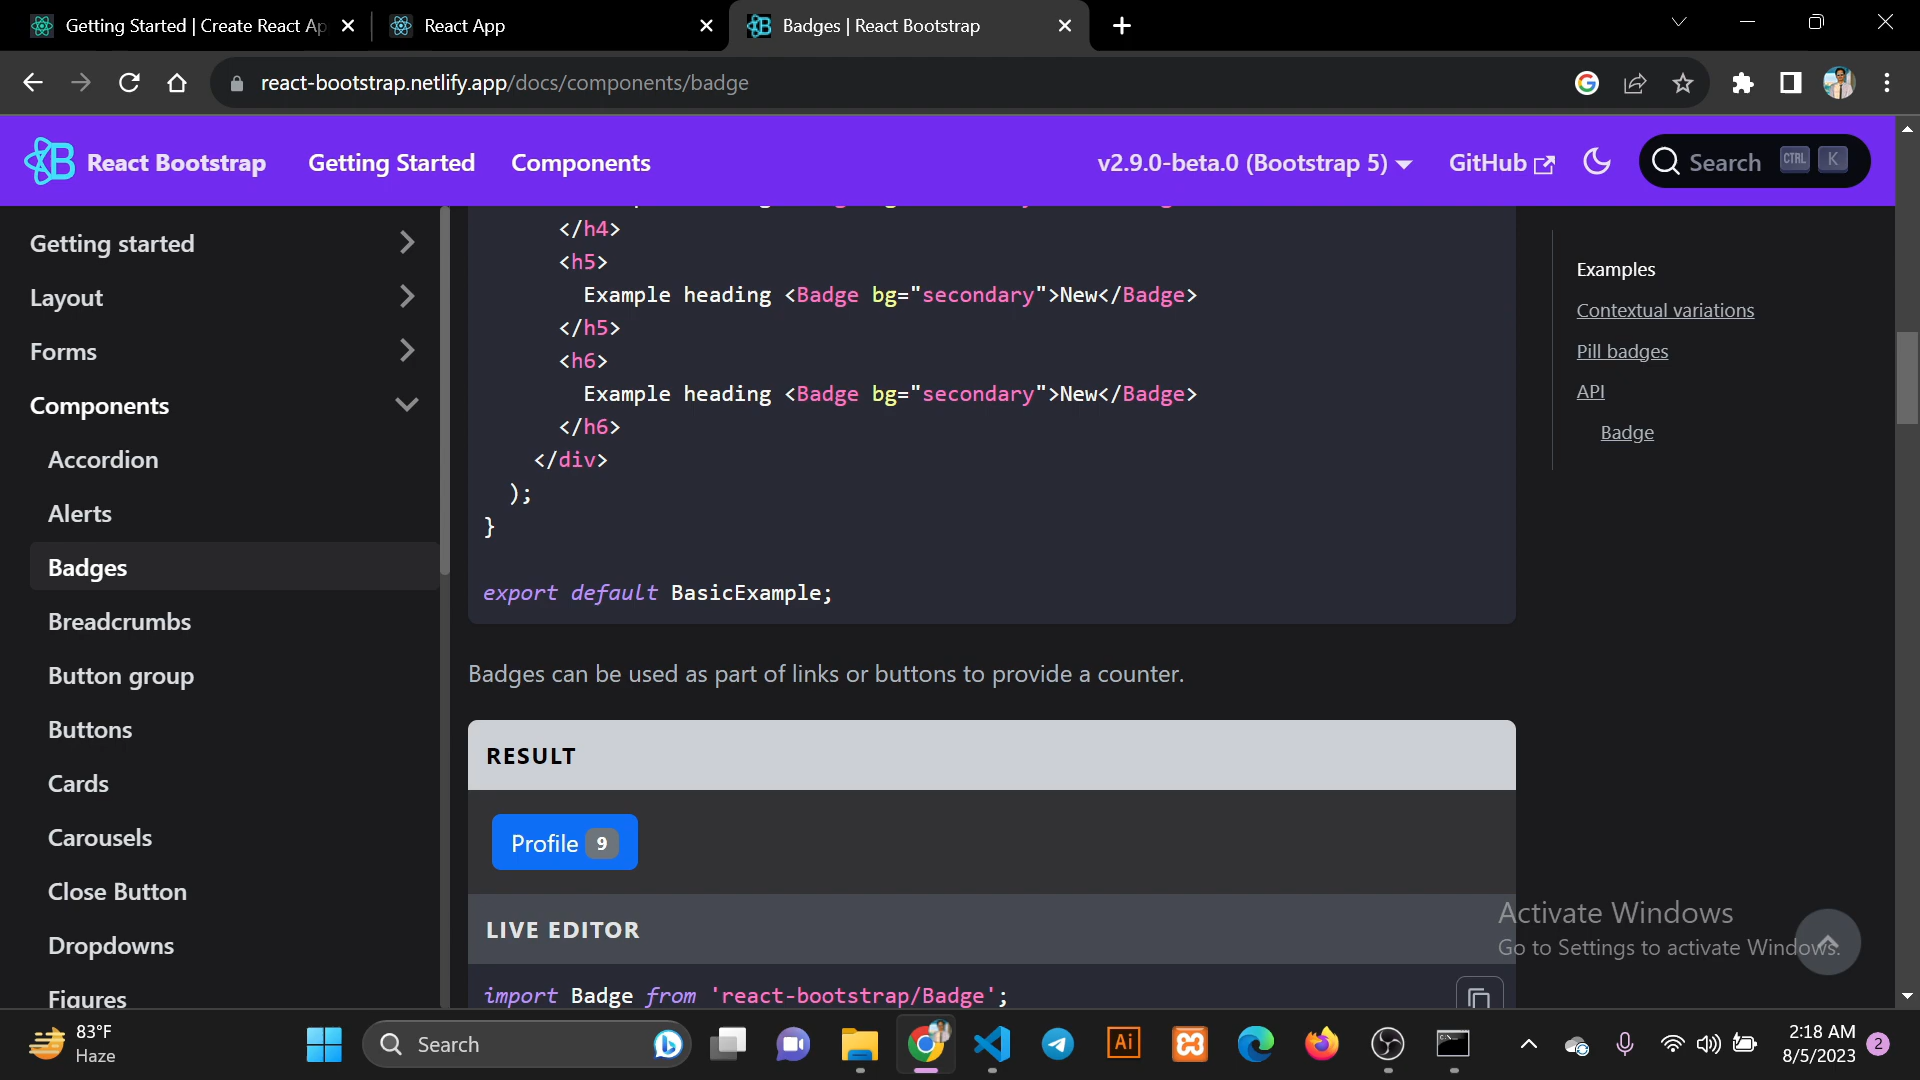 Getting Started | Create React Ap
React App
Badges | React Bootstrap
react-bootstrap.netlify.app/docs/components/badge
React Bootstrap
Getting Started
Components
v2.9.0-beta.0 (Bootstrap 5)
GitHub
Search
CTRL
K
Getting started
Layout
Forms
Components
Accordion
Alerts
Badges
Breadcrumbs
Button group
Buttons
Cards
Carousels
Close Button
Dropdowns
Figures
</h4>
<h5>
Example heading <Badge bg="secondary">New</Badge>
</h5>
<h6>
Example heading <Badge bg="secondary">New</Badge>
</h6>
</div>
);
}
export default BasicExample;
Badges can be used as part of links or buttons to provide a counter.
RESULT
Profile 9
LIVE EDITOR
import Badge from 'react-bootstrap/Badge';
Examples
Contextual variations
Pill badges
API
Badge
Activate Windows
Go to Settings to activate Windows.
83°F
Haze
Search
Ai
2:18 AM
8/5/2023
2